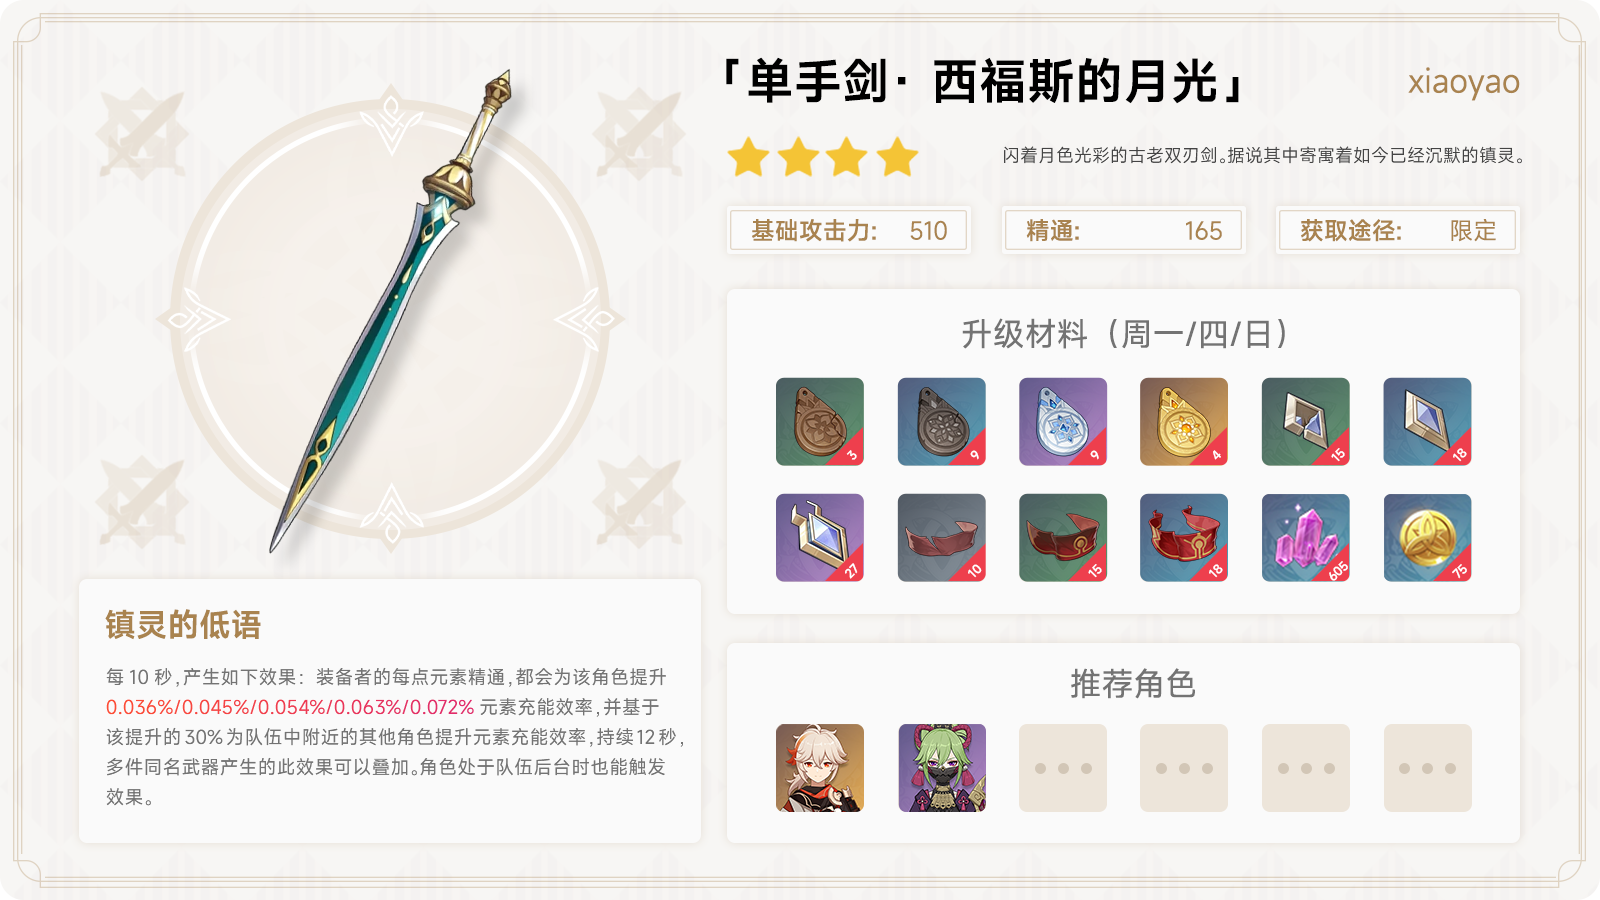 「单手剑· 西福斯的月光」
xiaoyao
闪着月色光彩的古老双刃剑。据说其中寄寓着如今已经沉默的镇灵。
基础攻击力: 510
精通: 165
获取途径: 限定
升级材料（周一/四/日）
3 9 9 4 15 18
27 10 15 18 605 75
镇灵的低语
每 10 秒,产生如下效果：装备者的每点元素精通,都会为该角色提升
0.036%/0.045%/0.054%/0.063%/0.072% 元素充能效率,并基于
该提升的 30% 为队伍中附近的其他角色提升元素充能效率,持续 12 秒,
多件同名武器产生的此效果可以叠加。角色处于队伍后台时也能触发
效果。
推荐角色